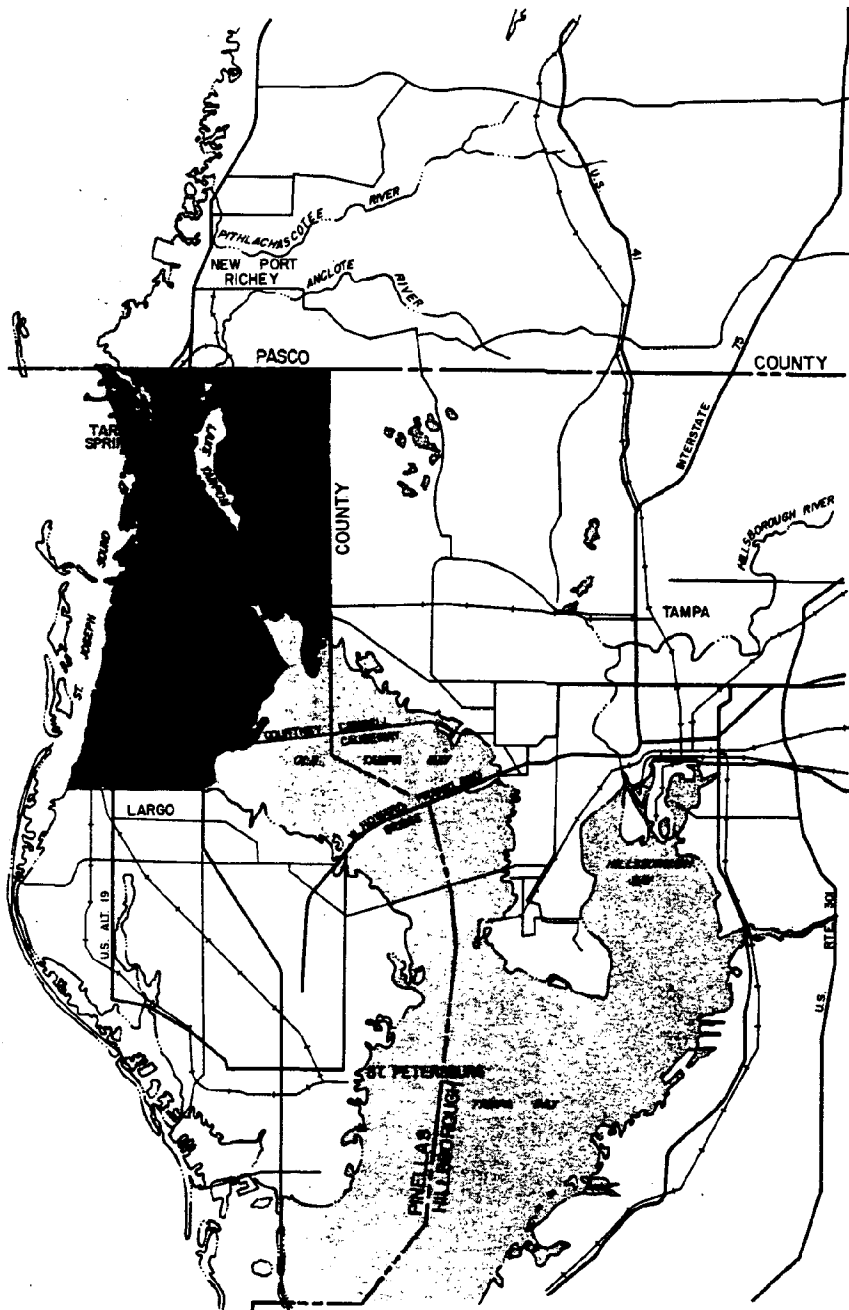 U.S.
PITHLACHASCOTEE RIVER
41
NEW PORT
RICHEY
ANCLOTE RIVER
75
PASCO COUNTY
INTERSTATE
LAKE
COUNTY
HILLSBOROUGH RIVER
SOUND
TAMPA
JOSEPH
ST.
COURTNEY CAMPBELL
CAUSEWAY
OLD TAMPA BAY
LARGO
W. HOWARD FRANKLAND
BRIDGE
HILLSBOROUGH
BAY
U.S. ALT. 19
RTE. 301
U.S.
ST. PETERSBURG
TAMPA BAY
PINELLAS
HILLSBOROUGH